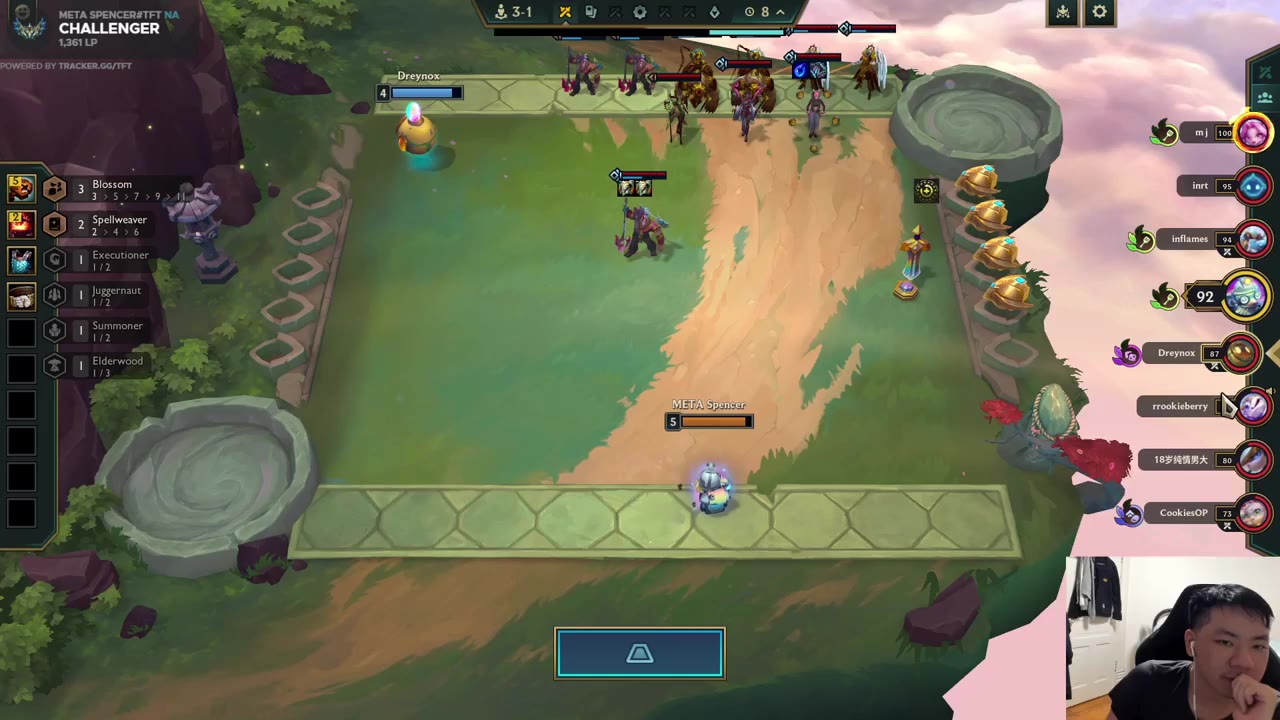 META SPENCER#TFT NA
CHALLENGER
1,361 LP
POWERED BY TRACKER.GG/TFT
3-1
8
Dreynox
4
3 Blossom
3 > 5 > 7 > 9 > 11
2 Spellweaver
2 > 4 > 6
1 Executioner
1 / 2
1 Juggernaut
1 / 2
1 Summoner
1 / 2
1 Elderwood
1 / 3
META Spencer
5
mj 100
inrt 95
inflames 94
92
Dreynox 87
rrookieberry
18岁纯情男大 80
CookiesOP 73